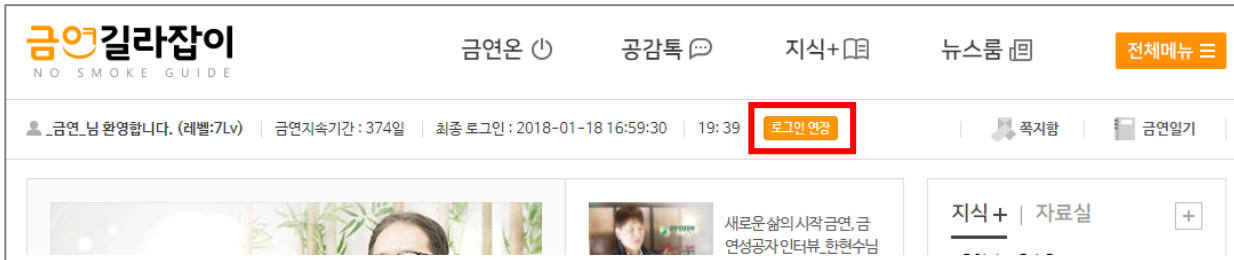 금연길라잡이
NO SMOKE GUIDE
금연온 공감톡 지식+ 뉴스룸 전체메뉴
_금연_님 환영합니다. (레벨:7Lv) 금연지속기간 : 374일 최종 로그인 : 2018-01-18 16:59:30 19: 39 로그인 연장 쪽지함 금연일기
새로운 삶의 시작 금연, 금
연성공자 인터뷰_한현수님
지식 + 자료실 +